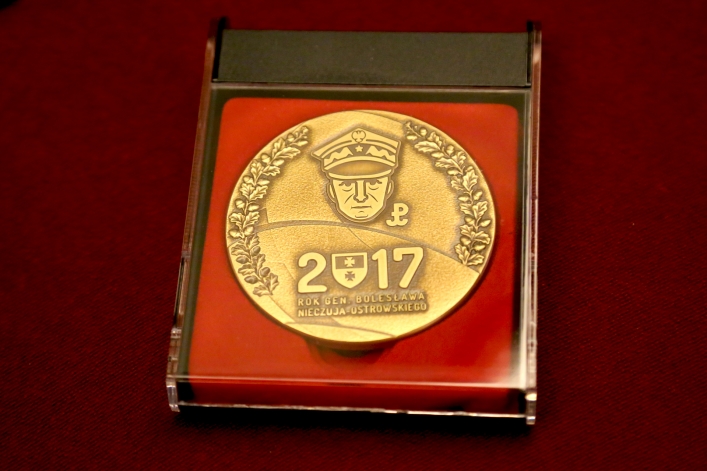 2017
ROK GEN. BOLESŁAWA
NIECZUJA-OSTROWSKIEGO